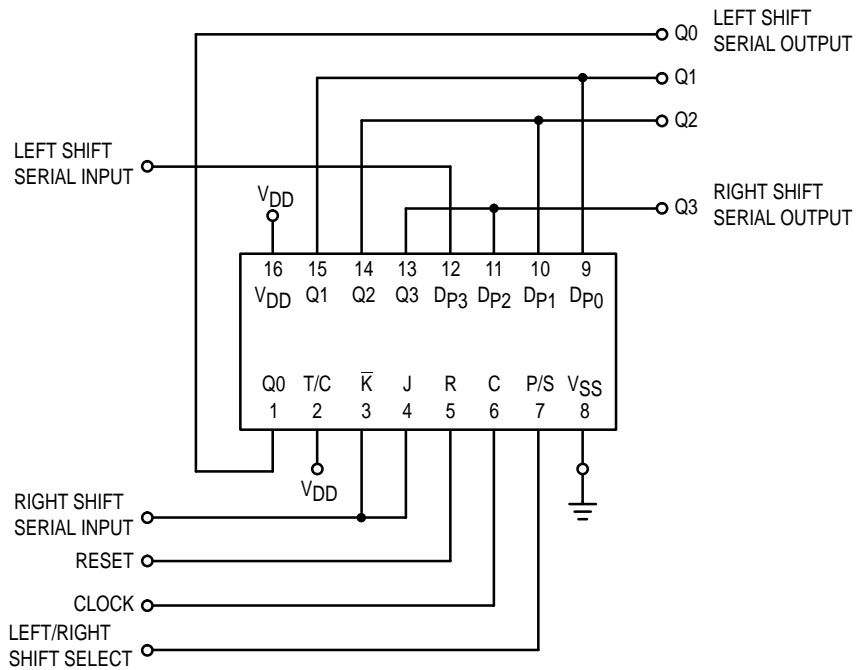 Q0
LEFT SHIFT
SERIAL OUTPUT
Q1
Q2
LEFT SHIFT
SERIAL INPUT
VDD
Q3
RIGHT SHIFT
SERIAL OUTPUT
16 15 14 13 12 11 10 9
VDD Q1 Q2 Q3 DP3 DP2 DP1 DP0
Q0 T/C K̅ J R C P/S VSS
1 2 3 4 5 6 7 8
VDD
RIGHT SHIFT
SERIAL INPUT
RESET
CLOCK
LEFT/RIGHT
SHIFT SELECT